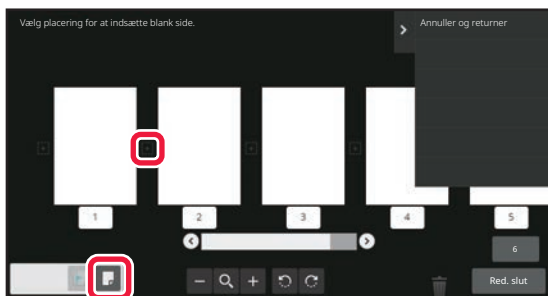 Vælg placering for at indsætte blank side.
Annuller og returner
1
2
3
4
5
6
Red. slut